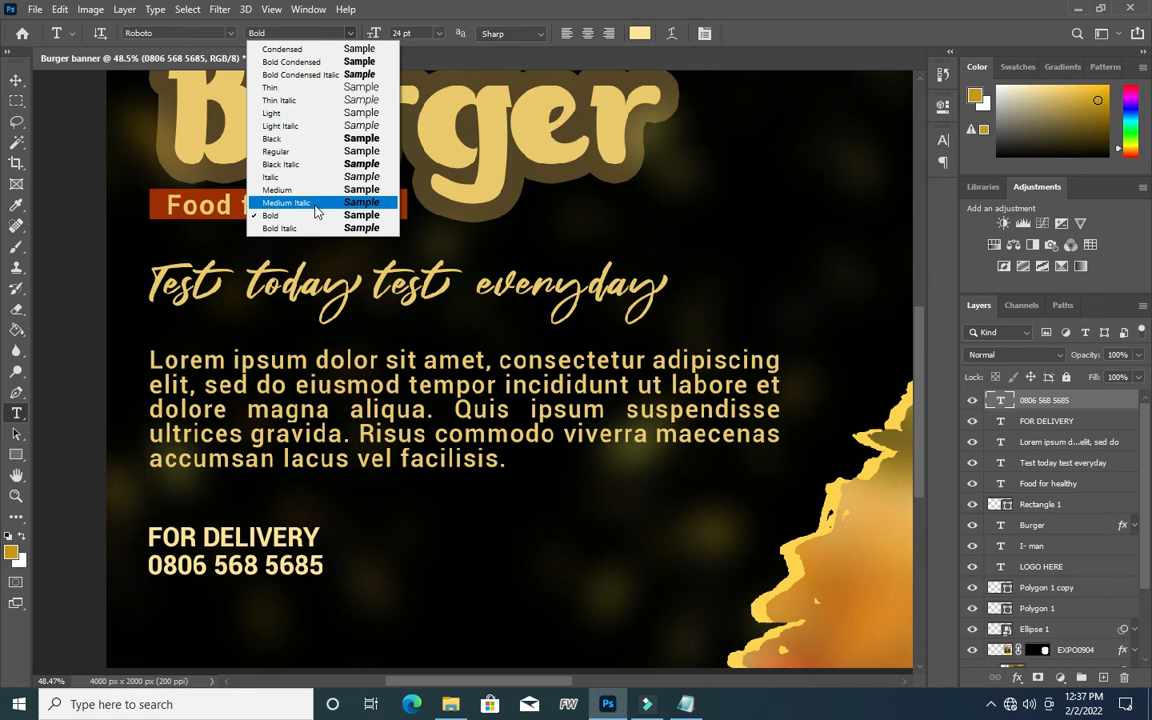 Ps File Edit Image Layer Type Select Filter 3D View Window Help
T Roboto Bold 24 pt Sharp
Burger banner @ 48.5% (0806 568 5685, RGB/8) *
Condensed Sample
Bold Condensed Sample
Bold Condensed Italic Sample
Thin Sample
Thin Italic Sample
Light Sample
Light Italic Sample
Black Sample
Regular Sample
Black Italic Sample
Italic Sample
Medium Sample
Medium Italic Sample
Bold Sample
Bold Italic Sample
Test today test everyday
Lorem ipsum dolor sit amet, consectetur adipiscing
elit, sed do eiusmod tempor incididunt ut labore et
dolore magna aliqua. Quis ipsum suspendisse
ultrices gravida. Risus commodo viverra maecenas
accumsan lacus vel facilisis.
FOR DELIVERY
0806 568 5685
Color Swatches Gradients Patterns
Libraries Adjustments
Add an adjustment
Layers Channels Paths
Kind
Normal Opacity: 100%
Lock: Fill: 100%
T 0806 568 5685
T FOR DELIVERY
T Lorem ipsum d...elit, sed do
T Test today test everyday
T Food for healthy
Rectangle 1
T Burger fx
T I- man
T LOGO HERE
Polygon 1 copy
Polygon 1
Ellipse 1
EXPO0904 fx
48.47% 4000 px x 2000 px (200 ppi)
Type here to search
FW Ps
12:37 PM
2/2/2022